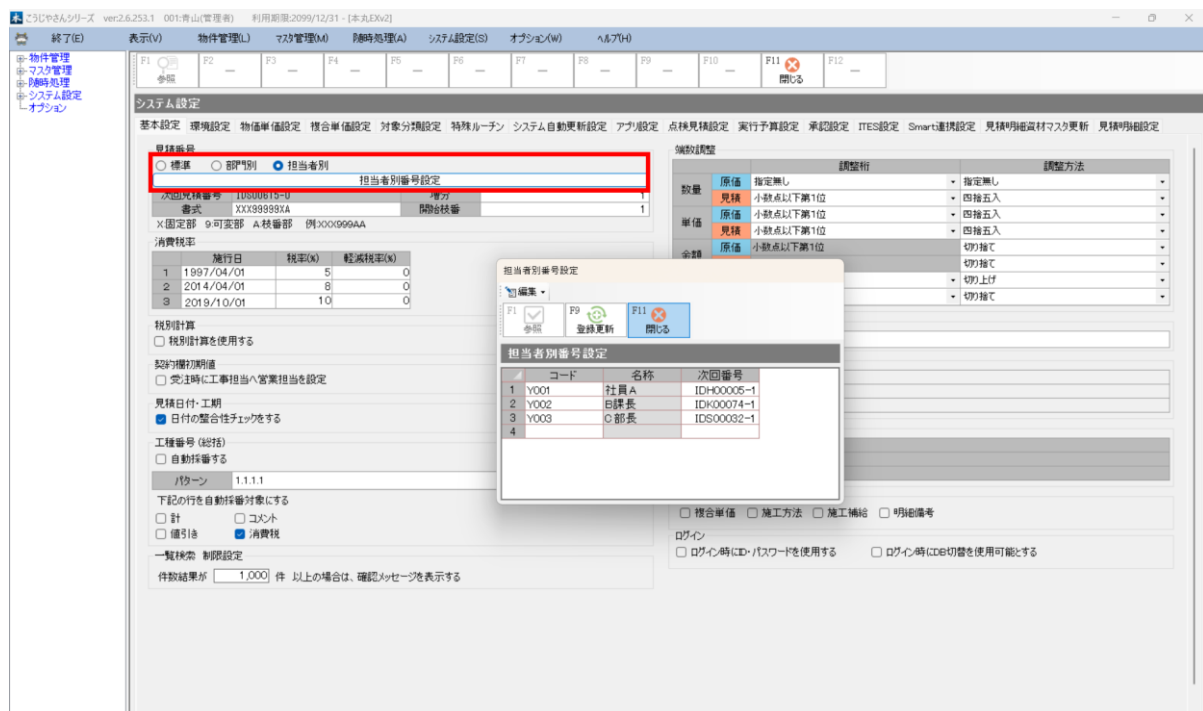 こうじやさんシリーズ ver:2.6.253.1 001:青山(管理者) 利用期限:2099/12/31 - [本丸EXv2]
終了(E) 表示(V) 物件管理(L) マスタ管理(M) 随時処理(A) システム設定(S) オプション(W) ヘルプ(H)
物件管理
マスタ管理
随時処理
システム設定
オプション
F1 参照 F2 F3 F4 F5 F6 F7 F8 F9 F10 F11 閉じる F12
システム設定
基本設定 環境設定 物価単価設定 複合単価設定 対象分類設定 特殊ルーチン システム自動更新設定 アプリ設定 点検見積設定 実行予算設定 承認設定 ITES設定 Smart連携設定 見積明細資材マスタ更新 見積明細設定
見積番号
標準 部門別 担当者別
担当者別番号設定
次回見積番号 IDS00615-0 増分 1
書式 XXX99999XA 開始枝番 1
X:固定部 9:可変部 A:枝番部 例:XXX999AA
消費税率
施行日 税率(%) 軽減税率(%)
1 1997/04/01 5 0
2 2014/04/01 8 0
3 2019/10/01 10 0
税別計算
税別計算を使用する
契約欄初期値
受注時に工事担当へ営業担当を設定
見積日付・工期
日付の整合性チェックをする
工種番号(総括)
自動採番する
パターン 1.1.1.1
下記の行を自動採番対象にする
計 コメント
値引き 消費税
一覧検索 制限設定
件数結果が 1,000 件 以上の場合は、確認メッセージを表示する
端数調整
調整桁 調整方法
数量 原価 指定無し 指定無し
見積 小数点以下第1位 四捨五入
単価 原価 小数点以下第1位 四捨五入
見積 小数点以下第1位 四捨五入
金額 原価 小数点以下第1位 切り捨て
切り捨て
切り上げ
切り捨て
担当者別番号設定
編集
F1 参照 F9 登録更新 F11 閉じる
担当者別番号設定
コード 名称 次回番号
1 Y001 社員A IDH00005-1
2 Y002 B課長 IDK00074-1
3 Y003 C部長 IDS00032-1
4
複合単価 施工方法 施工補給 明細備考
ログイン
ログイン時にID・パスワードを使用する ログイン時にDB切替を使用可能とする